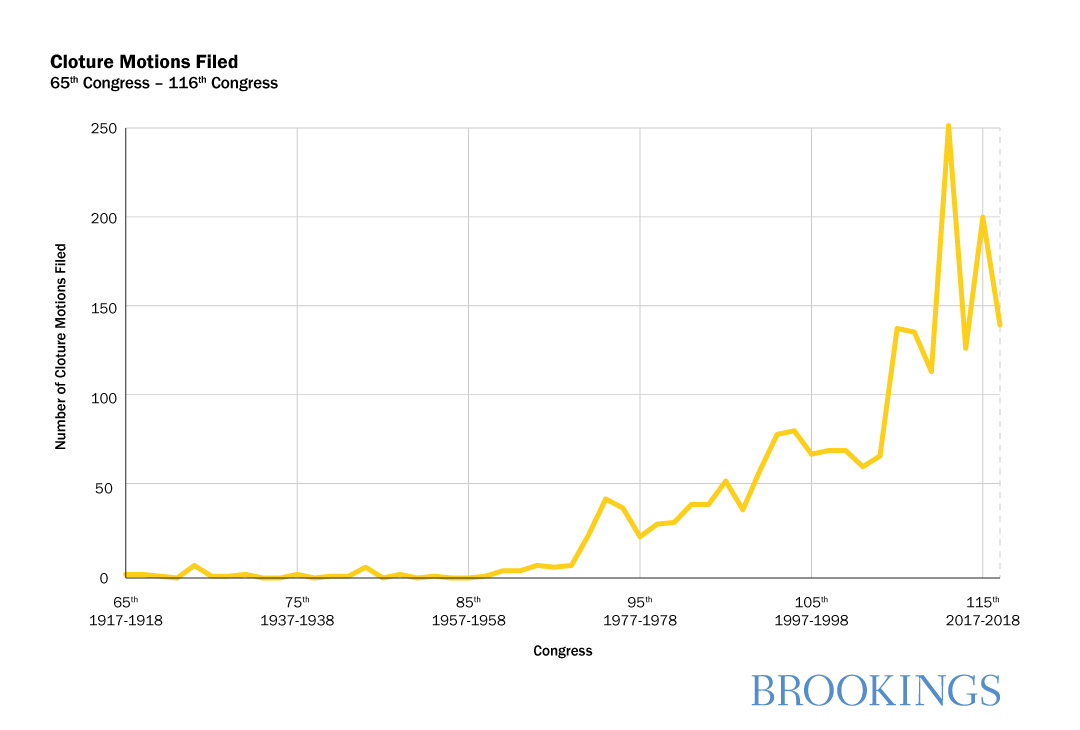 Cloture Motions Filed
65th Congress – 116th Congress
250
200
150
100
50
0
Number of Cloture Motions Filed
65th 75th 85th 95th 105th 115th
1917-1918 1937-1938 1957-1958 1977-1978 1997-1998 2017-2018
Congress
BROOKINGS